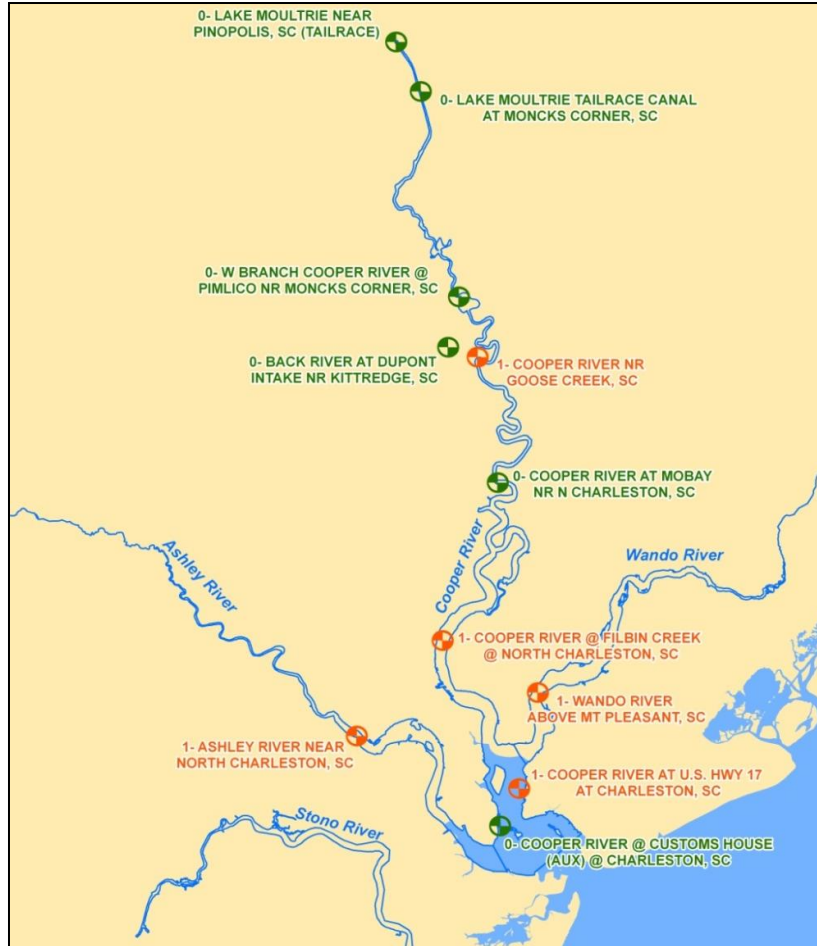 0- LAKE MOULTRIE NEAR
PINOPOLIS, SC (TAILRACE)
0- LAKE MOULTRIE TAILRACE CANAL
AT MONCKS CORNER, SC
0- W BRANCH COOPER RIVER @
PIMLICO NR MONCKS CORNER, SC
0- BACK RIVER AT DUPONT
INTAKE NR KITTREDGE, SC
1- COOPER RIVER NR
GOOSE CREEK, SC
0- COOPER RIVER AT MOBAY
NR N CHARLESTON, SC
Ashley River
Cooper River
Wando River
1- COOPER RIVER @ FILBIN CREEK
@ NORTH CHARLESTON, SC
1- WANDO RIVER
ABOVE MT PLEASANT, SC
1- ASHLEY RIVER NEAR
NORTH CHARLESTON, SC
1- COOPER RIVER AT U.S. HWY 17
AT CHARLESTON, SC
Stono River
0- COOPER RIVER @ CUSTOMS HOUSE
(AUX) @ CHARLESTON, SC